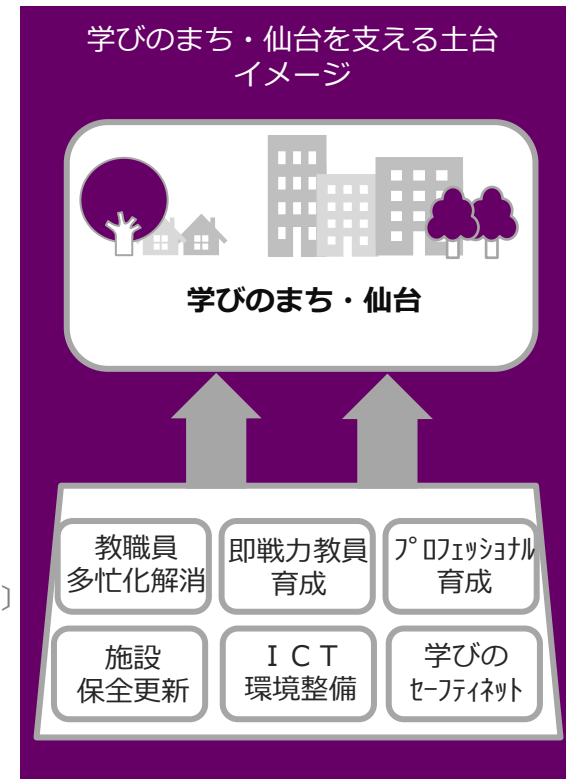 学びのまち・仙台を支える土台
イメージ
学びのまち・仙台
教職員
多忙化解消
即戦力教員
育成
ﾌﾟﾛﾌｪｯｼｮﾅﾙ
育成
〕
施設
保全更新
ＩＣＴ
環境整備
学びの
ｾｰﾌﾃｨﾈｯﾄ